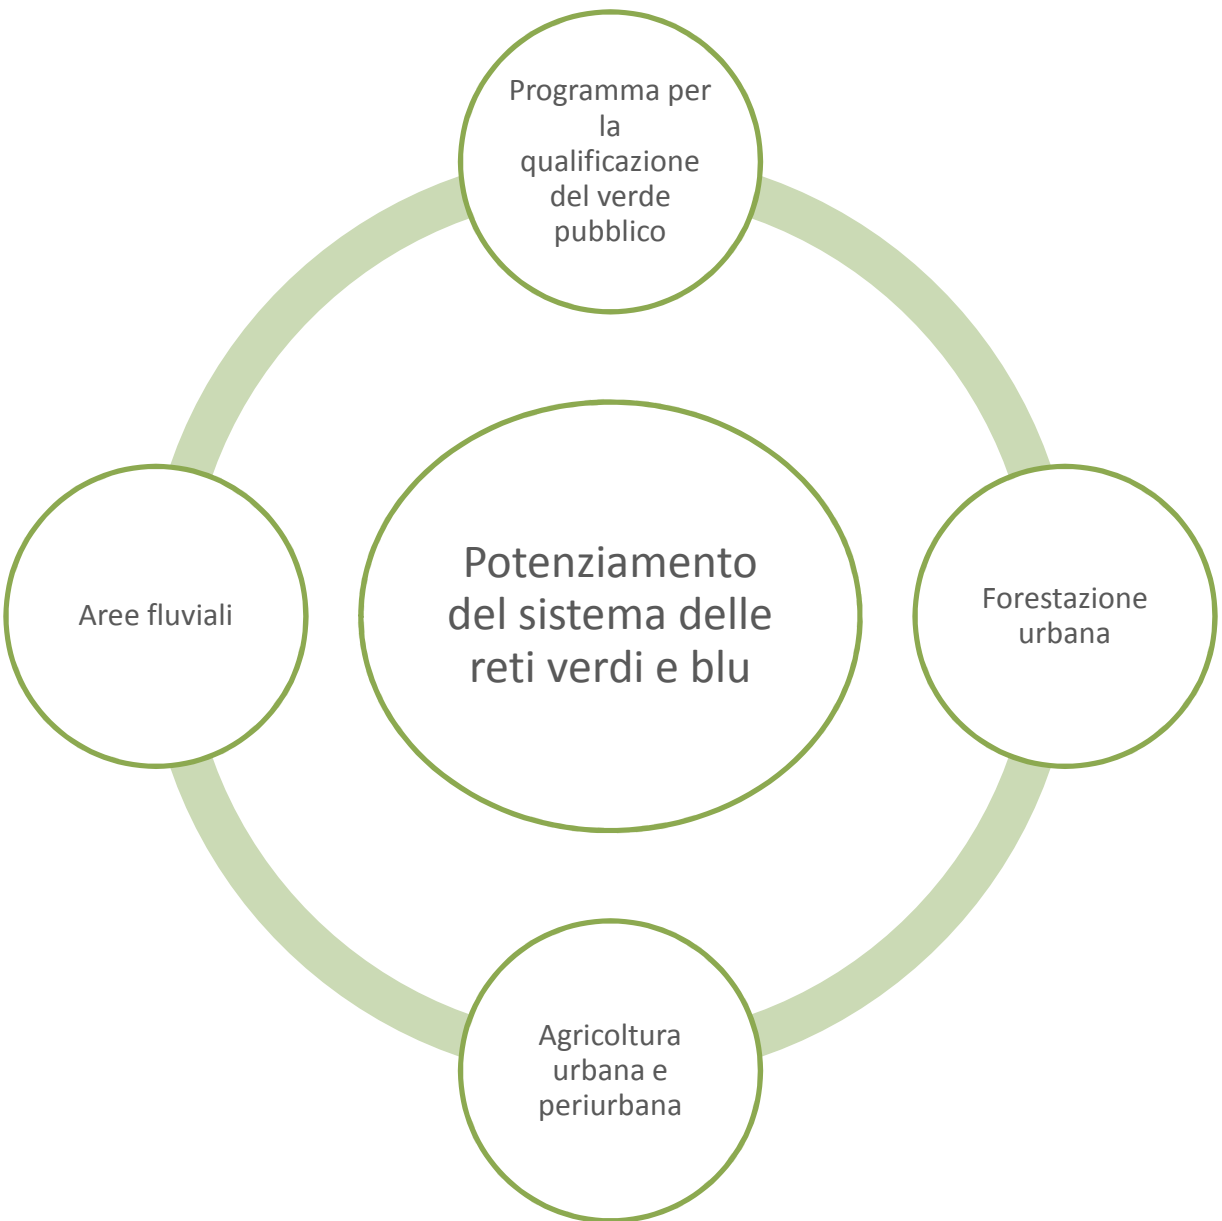 Programma per
la
qualificazione
del verde
pubblico
Potenziamento
del sistema delle
reti verdi e blu
Aree fluviali
Forestazione
urbana
Agricoltura
urbana e
periurbana